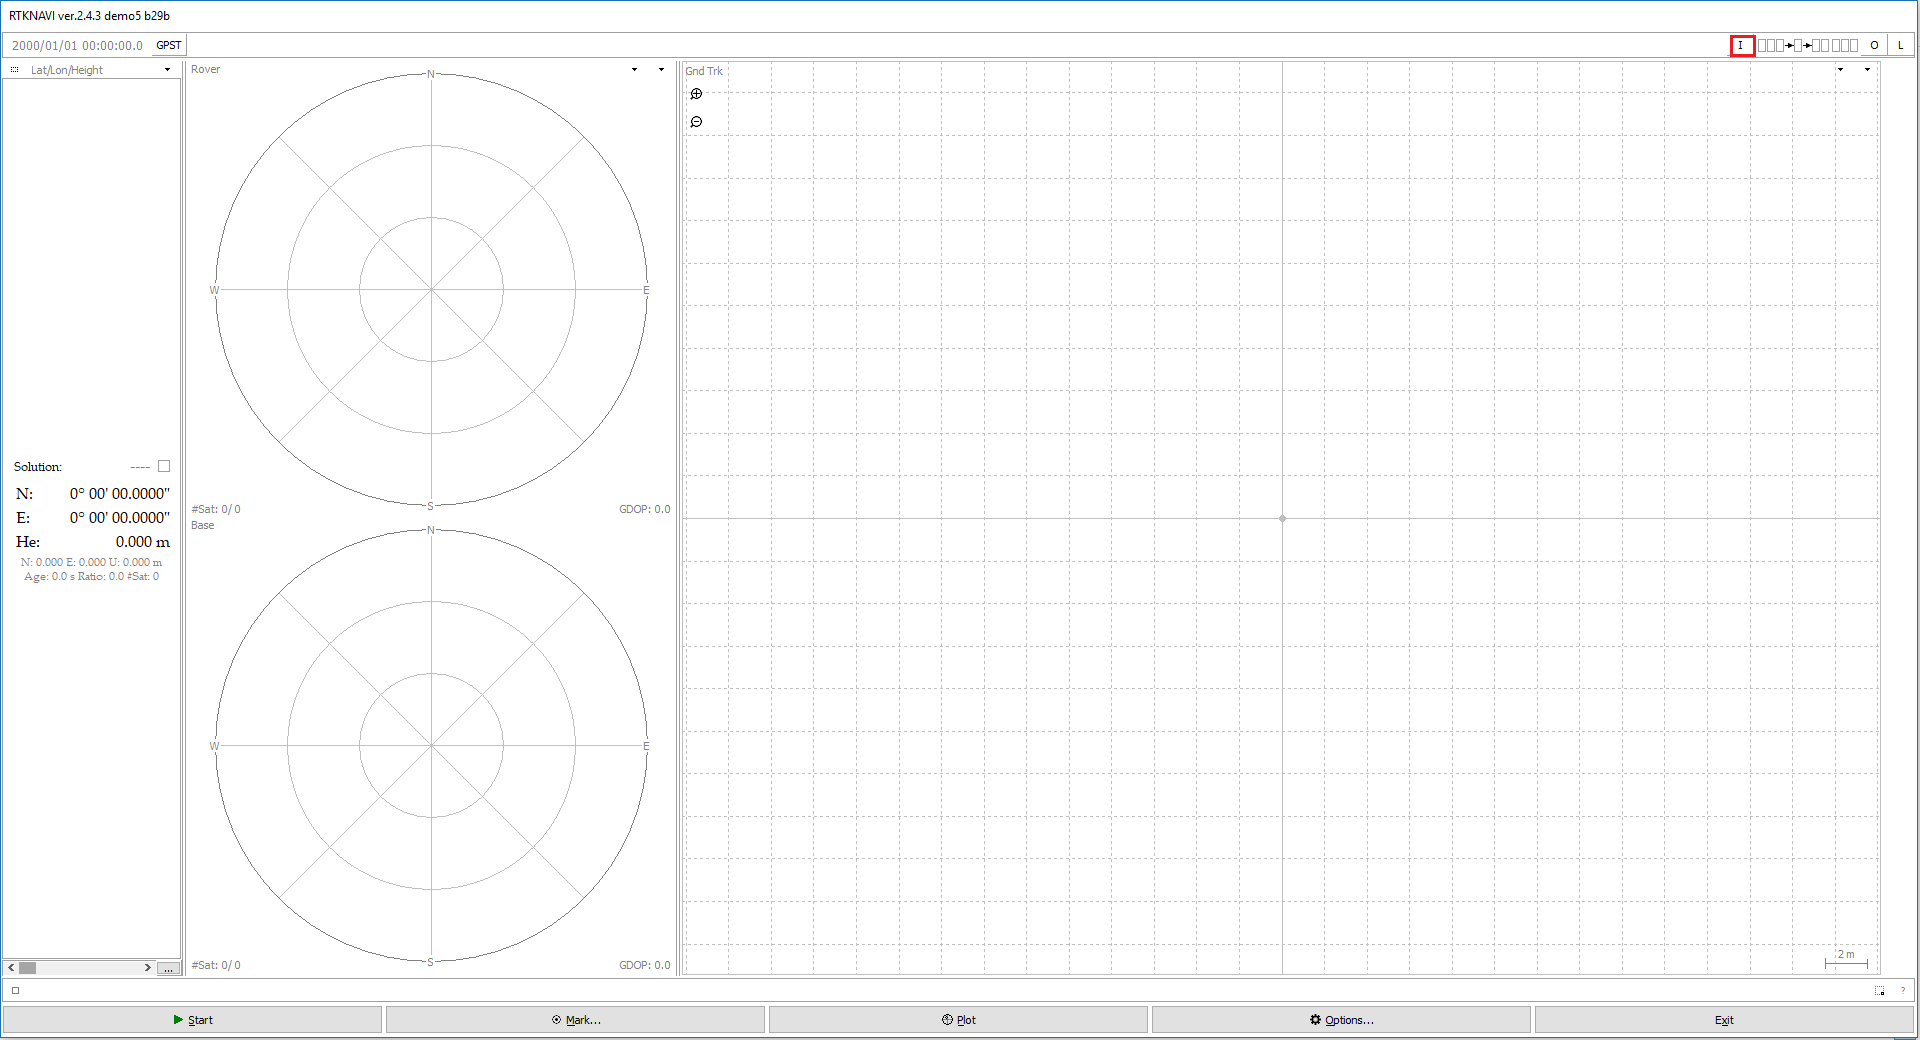 RTKNAVI ver.2.4.3 demo5 b29b
2000/01/01 00:00:00.0 GPST
I O L
Lat/Lon/Height
Solution: ----
N: 0° 00' 00.0000"
E: 0° 00' 00.0000"
He: 0.000 m
N: 0.000 E: 0.000 U: 0.000 m
Age: 0.0 s Ratio: 0.0 #Sat: 0
...
Rover
N
W E
S
#Sat: 0/ 0 GDOP: 0.0
Base
N
W E
S
#Sat: 0/ 0 GDOP: 0.0
Gnd Trk
2 m
?
Start
Mark...
Plot
Options...
Exit